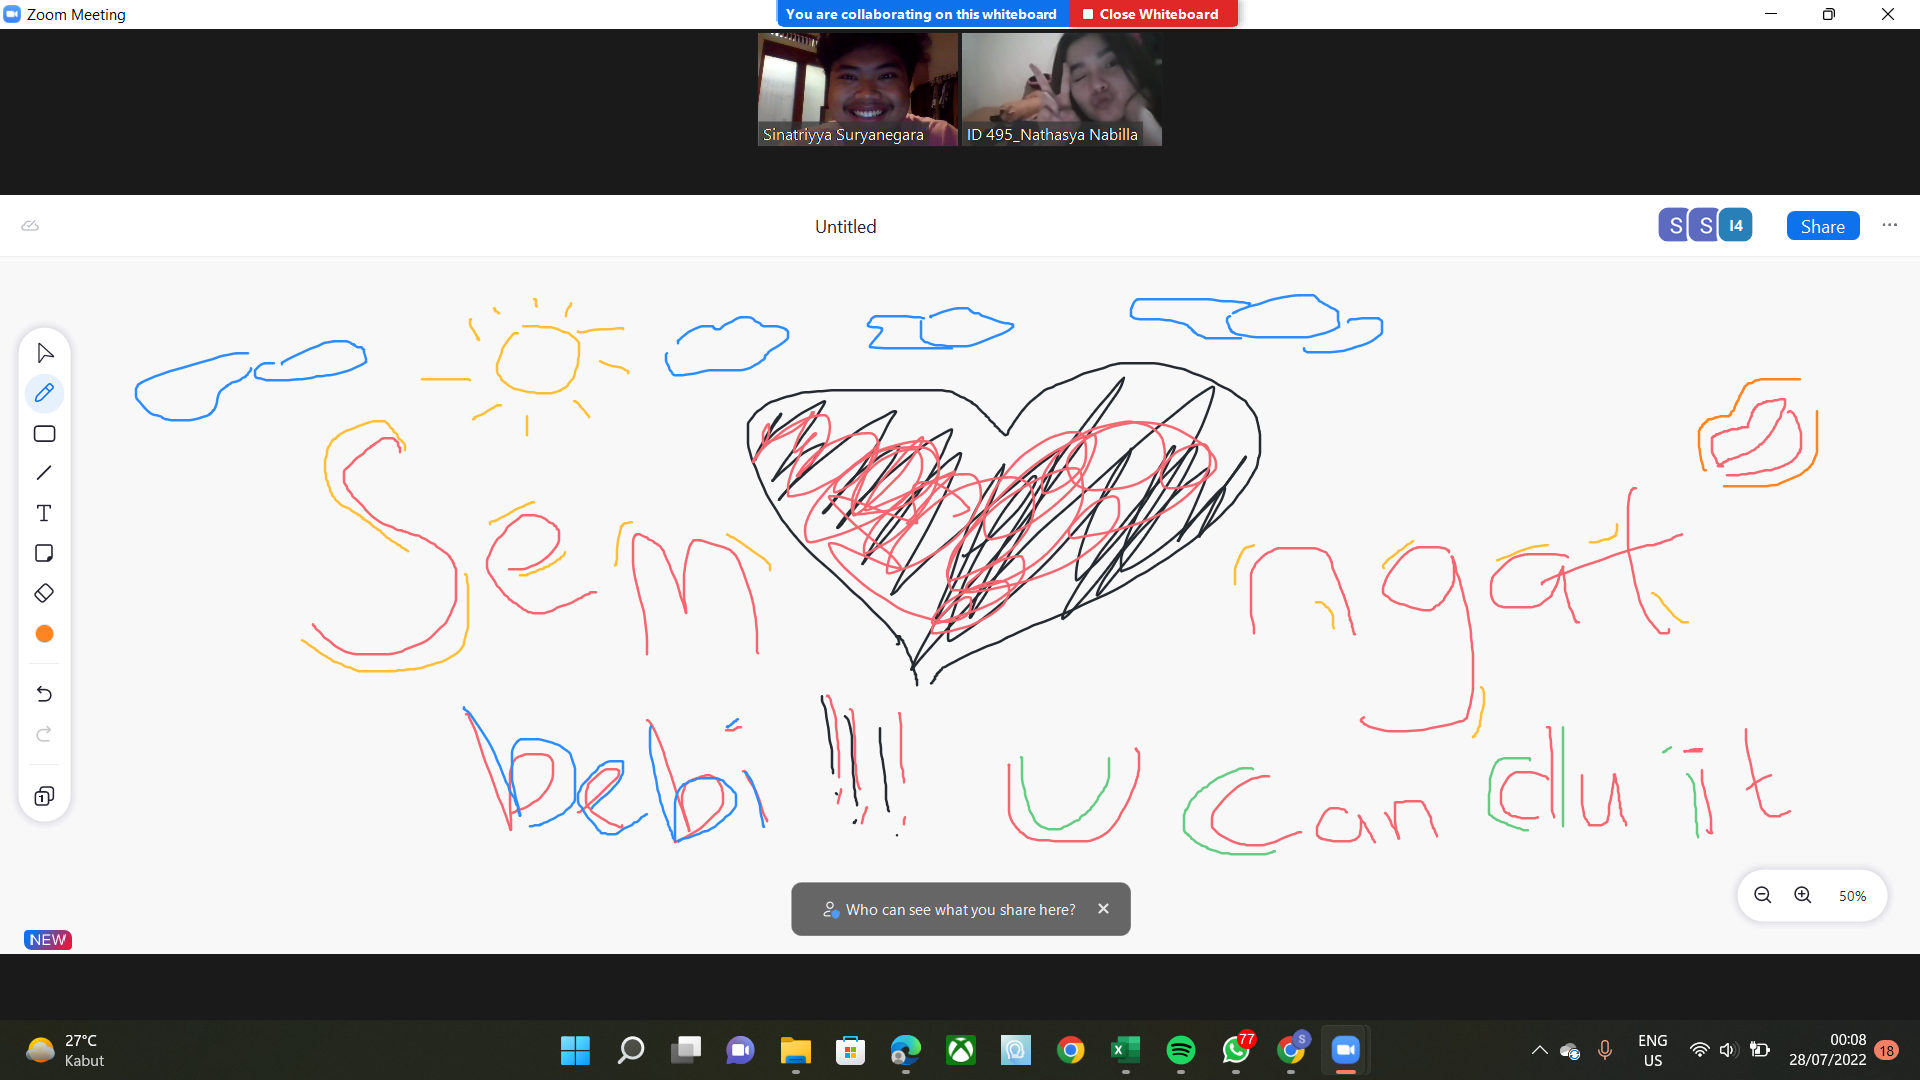 Zoom Meeting
You are collaborating on this whiteboard
Close Whiteboard
Sinatriyya Suryanegara
ID 495_Nathasya Nabilla
Untitled
S S I4
Share
Sem ngat
bebi !!!! U can du it
Who can see what you share here?
50%
NEW
27°C
Kabut
77
S
ENG
US
00:08
28/07/2022
18